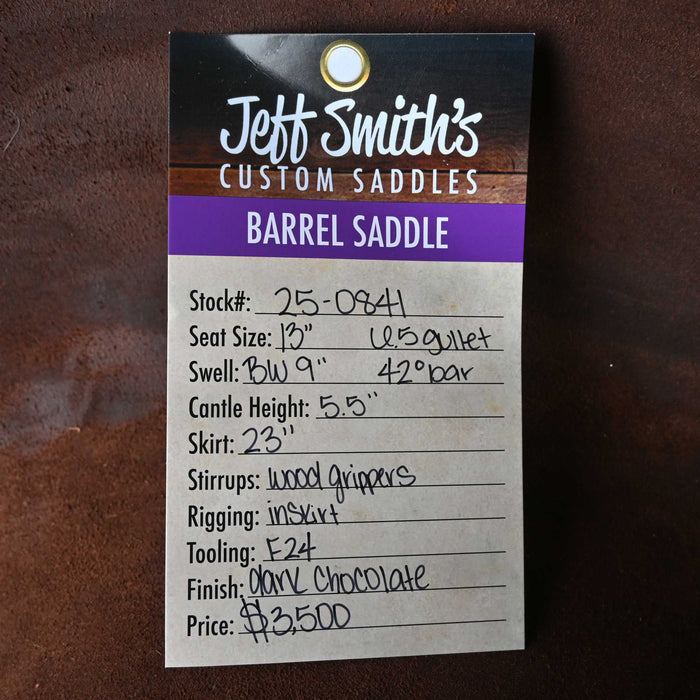 Jeff Smith's
CUSTOM SADDLES
BARREL SADDLE
Stock#: 25-0841
Seat Size: 13" 6.5 gullet
Swell: BW 9" 42° bar
Cantle Height: 5.5"
Skirt: 23"
Stirrups: wood grippers
Rigging: inskirt
Tooling: F24
Finish: dark chocolate
Price: $3,500